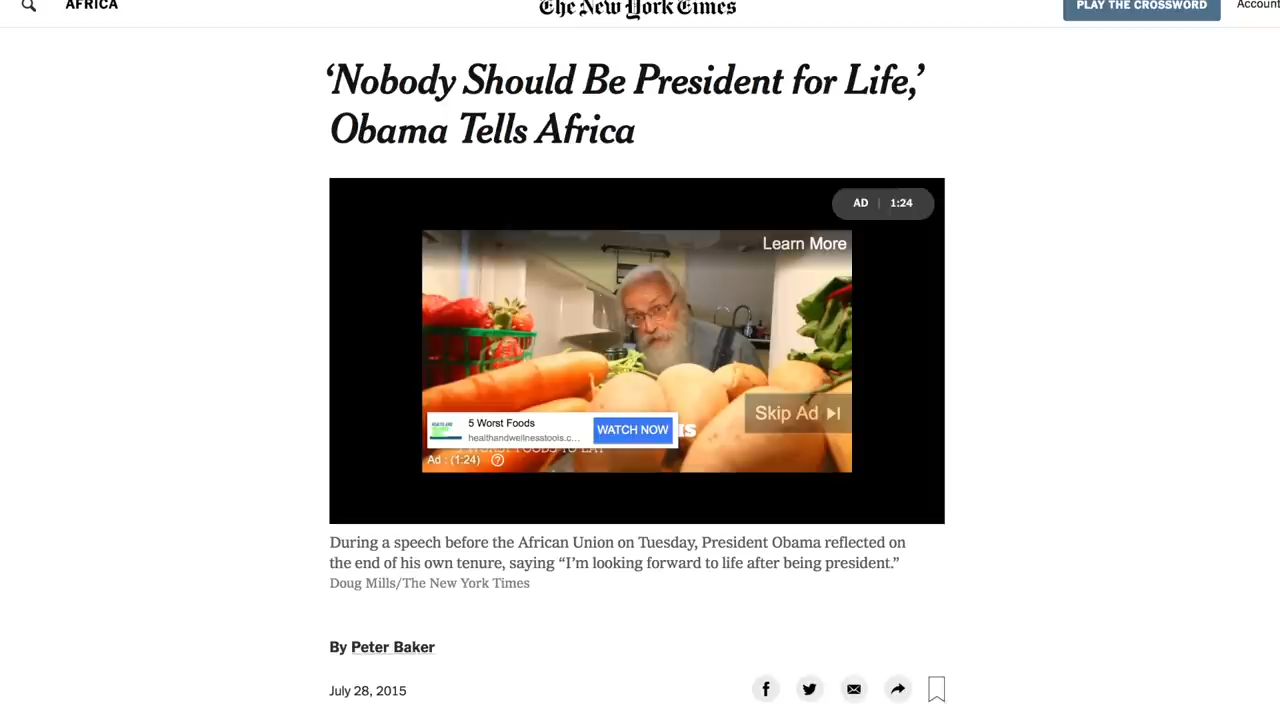 AFRICA
The New York Times
PLAY THE CROSSWORD
Account
‘Nobody Should Be President for Life,’
Obama Tells Africa
AD | 1:24
Learn More
Skip Ad
5 Worst Foods
healthandwellnesstools.c...
WATCH NOW
Ad : (1:24)
During a speech before the African Union on Tuesday, President Obama reflected on
the end of his own tenure, saying “I’m looking forward to life after being president.”
Doug Mills/The New York Times
By Peter Baker
July 28, 2015